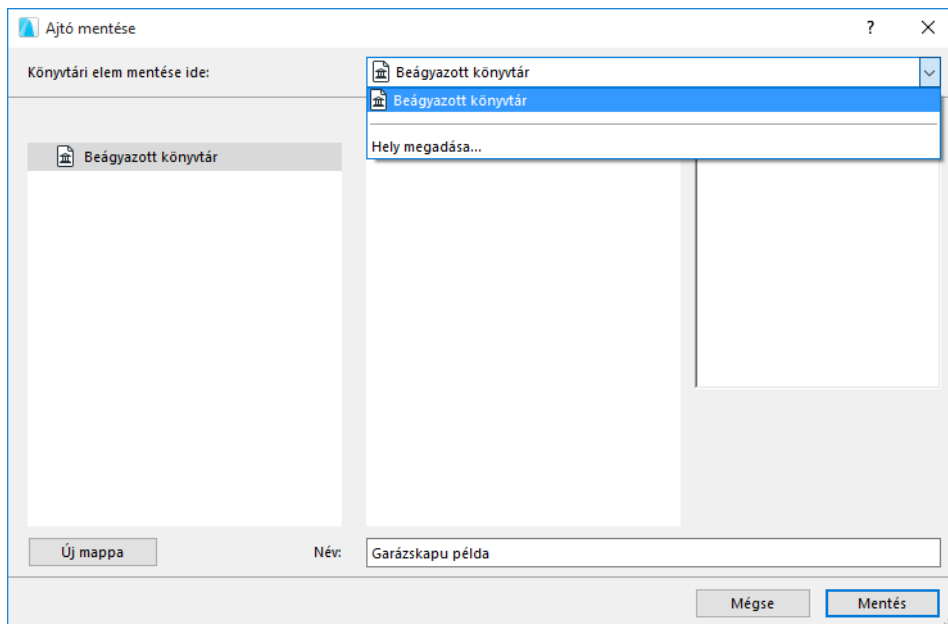 Ajtó mentése
?
Könyvtári elem mentése ide:
Beágyazott könyvtár
Beágyazott könyvtár
Hely megadása...
Beágyazott könyvtár
Új mappa
Név:
Garázskapu példa
Mégse
Mentés